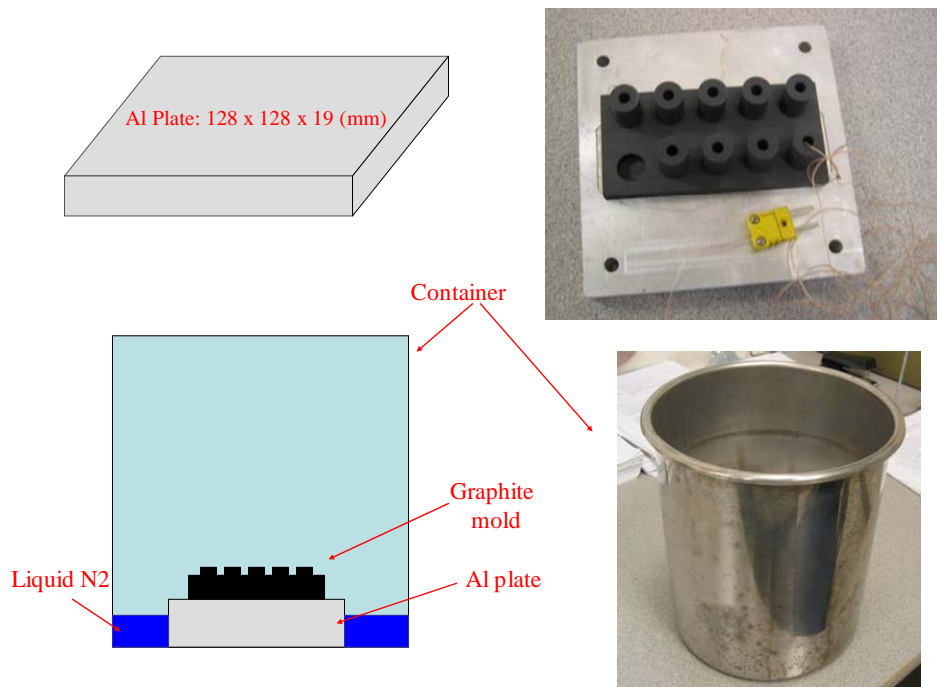 Al Plate: 128 x 128 x 19 (mm)
Container
Graphite
mold
Liquid N2
Al plate